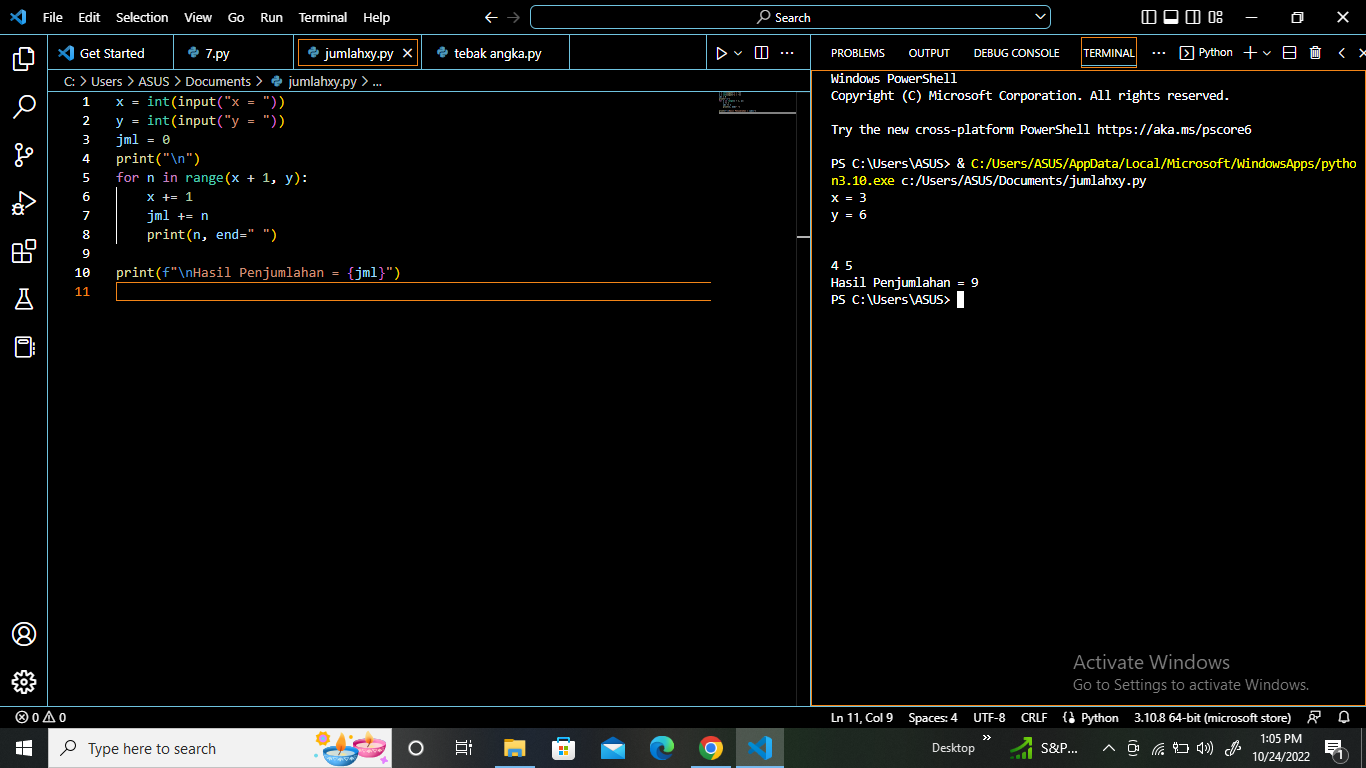 File Edit Selection View Go Run Terminal Help
Search
Get Started
7.py
jumlahxy.py
tebak angka.py
C: > Users > ASUS > Documents > jumlahxy.py > ...
1 x = int(input("x = "))
2 y = int(input("y = "))
3 jml = 0
4 print("\n")
5 for n in range(x + 1, y):
6     x += 1
7     jml += n
8     print(n, end=" ")
9
10 print(f"\nHasil Penjumlahan = {jml}")
11
PROBLEMS OUTPUT DEBUG CONSOLE TERMINAL ... Python
Windows PowerShell
Copyright (C) Microsoft Corporation. All rights reserved.
Try the new cross-platform PowerShell https://aka.ms/pscore6
PS C:\Users\ASUS> & C:/Users/ASUS/AppData/Local/Microsoft/WindowsApps/pytho
n3.10.exe c:/Users/ASUS/Documents/jumlahxy.py
x = 3
y = 6
4 5
Hasil Penjumlahan = 9
PS C:\Users\ASUS>
Activate Windows
Go to Settings to activate Windows.
0 0
Ln 11, Col 9 Spaces: 4 UTF-8 CRLF Python 3.10.8 64-bit (microsoft store)
Type here to search
Desktop
S&P...
1:05 PM
10/24/2022
1